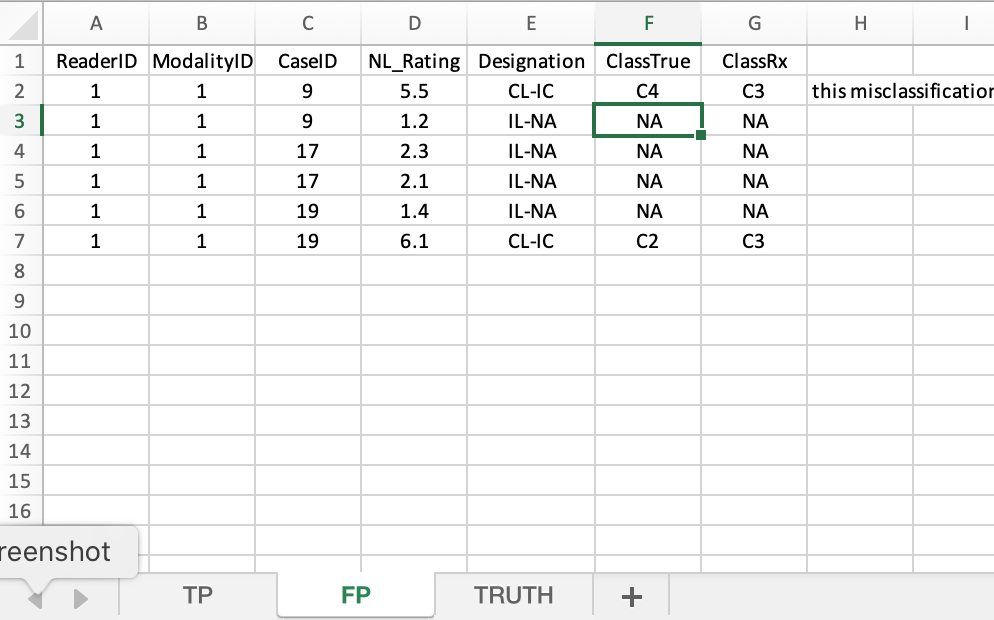 A B C D E F G H I
1 ReaderID ModalityID CaseID NL_Rating Designation ClassTrue ClassRx
2 1 1 9 5.5 CL-IC C4 C3 this misclassification
3 1 1 9 1.2 IL-NA NA NA
4 1 1 17 2.3 IL-NA NA NA
5 1 1 17 2.1 IL-NA NA NA
6 1 1 19 1.4 IL-NA NA NA
7 1 1 19 6.1 CL-IC C2 C3
8
9
10
11
12
13
14
15
16
reenshot
TP FP TRUTH +